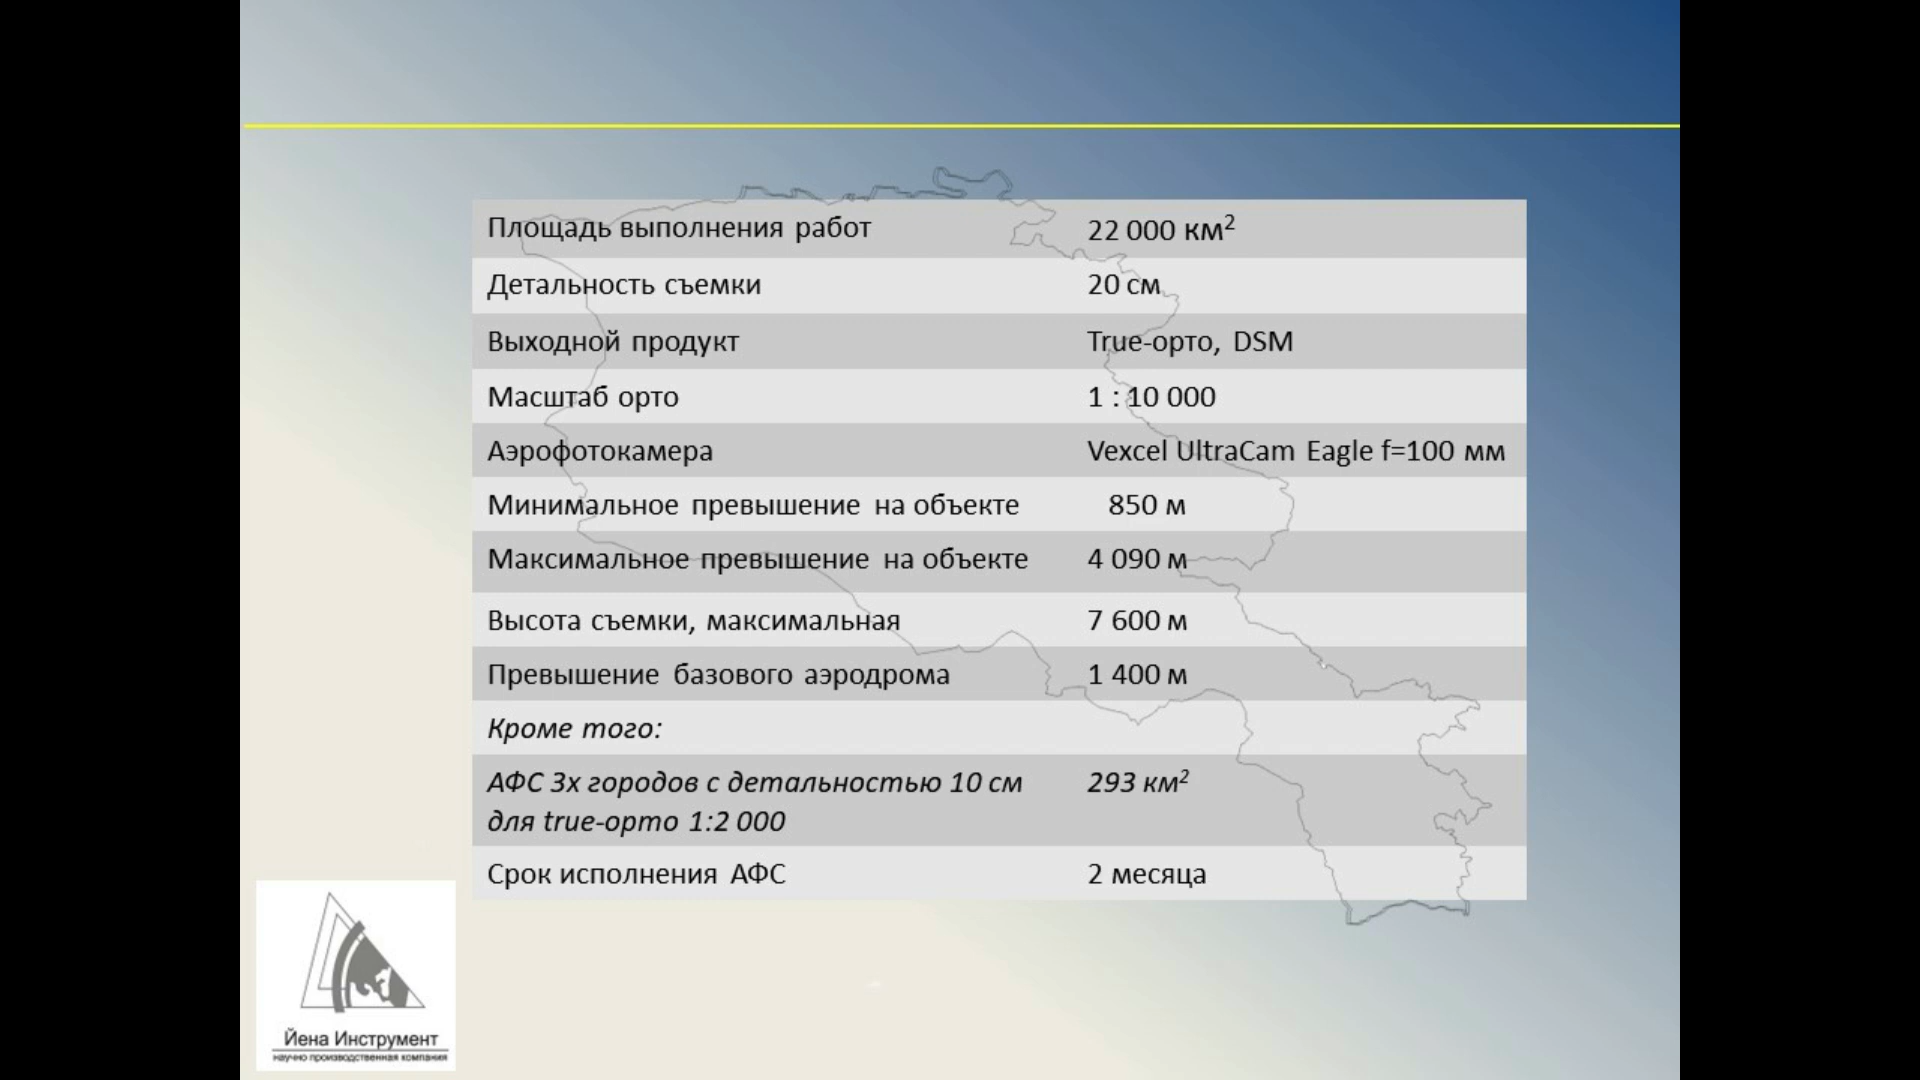 Площадь выполнения работ 22 000 км²
Детальность съемки 20 см
Выходной продукт True-орто, DSM
Масштаб орто 1 : 10 000
Аэрофотокамера Vexcel UltraCam Eagle f=100 мм
Минимальное превышение на объекте 850 м
Максимальное превышение на объекте 4 090 м
Высота съемки, максимальная 7 600 м
Превышение базового аэродрома 1 400 м
Кроме того:
АФС 3х городов с детальностью 10 см 293 км²
для true-орто 1:2 000
Срок исполнения АФС 2 месяца
Йена Инструмент
научно производственная компания